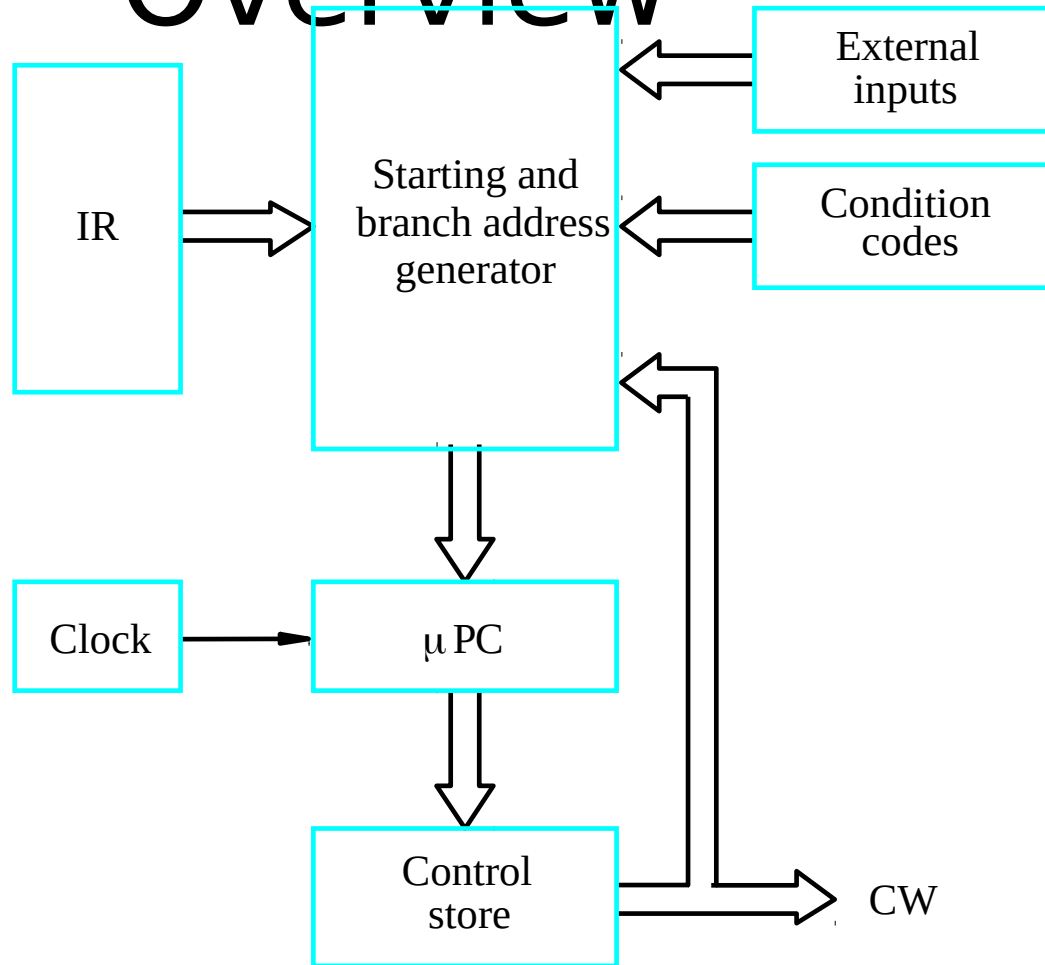 Overview
External
inputs
Starting and
branch address
generator
IR
Condition
codes
Clock
μ PC
Control
store
CW